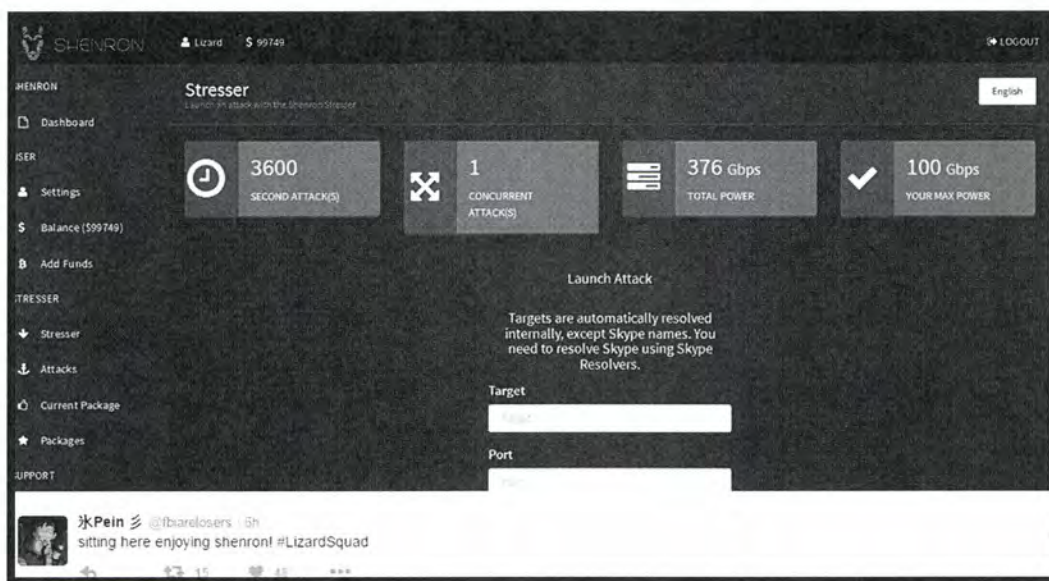 SHENRON
Lizard $ 99749
LOGOUT
SHENRON
Dashboard
USER
Settings
$ Balance ($99749)
Add Funds
STRESSER
Stresser
Attacks
Current Package
Packages
SUPPORT
Stresser
Launch an attack with the Shenron Stresser
English
3600
SECOND ATTACK(S)
1
CONCURRENT
ATTACK(S)
376 Gbps
TOTAL POWER
100 Gbps
YOUR MAX POWER
Launch Attack
Targets are automatically resolved
internally, except Skype names. You
need to resolve Skype using Skype
Resolvers.
Target
Port
氷Pein 彡 @fbiarelosers 6h
sitting here enjoying shenron! #LizardSquad
15 48